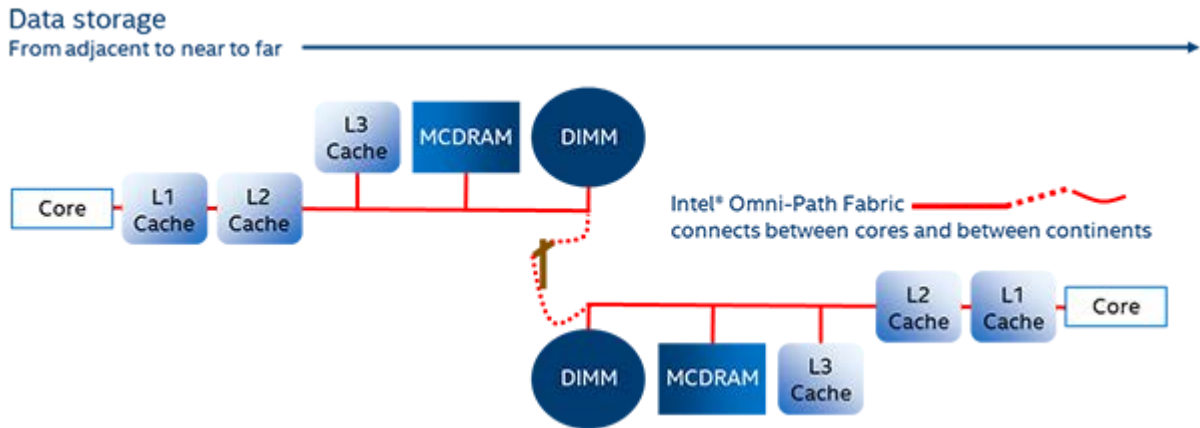 Data storage
From adjacent to near to far
L3
Cache
MCDRAM
DIMM
Core
L1
Cache
L2
Cache
Intel® Omni-Path Fabric
connects between cores and between continents
L2
Cache
L1
Cache
Core
DIMM
MCDRAM
L3
Cache